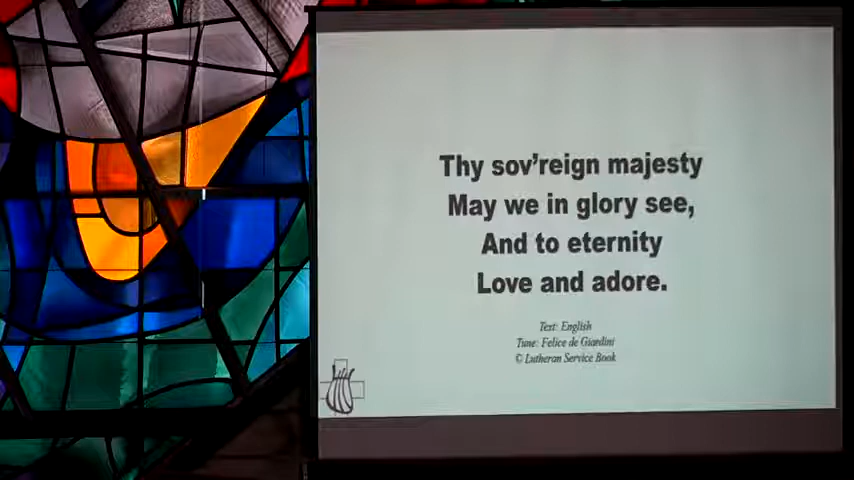 Thy sov'reign majesty
May we in glory see,
And to eternity
Love and adore.
Text: English
Tune: Felice de Giardini
© Lutheran Service Book